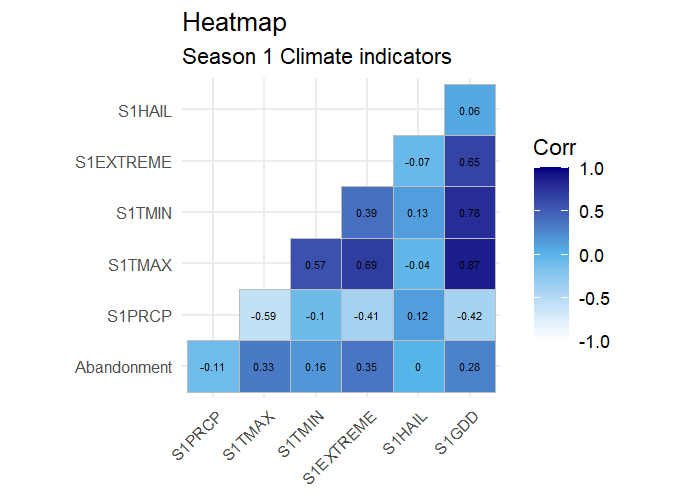 Heatmap
Season 1 Climate indicators
S1HAIL 0.06
S1EXTREME -0.07 0.65
S1TMIN 0.39 0.13 0.78
S1TMAX 0.57 0.69 -0.04 0.87
S1PRCP -0.59 -0.1 -0.41 0.12 -0.42
Abandonment -0.11 0.33 0.16 0.35 0 0.28
S1PRCP S1TMAX S1TMIN S1EXTREME S1HAIL S1GDD
Corr
1.0
0.5
0.0
-0.5
-1.0